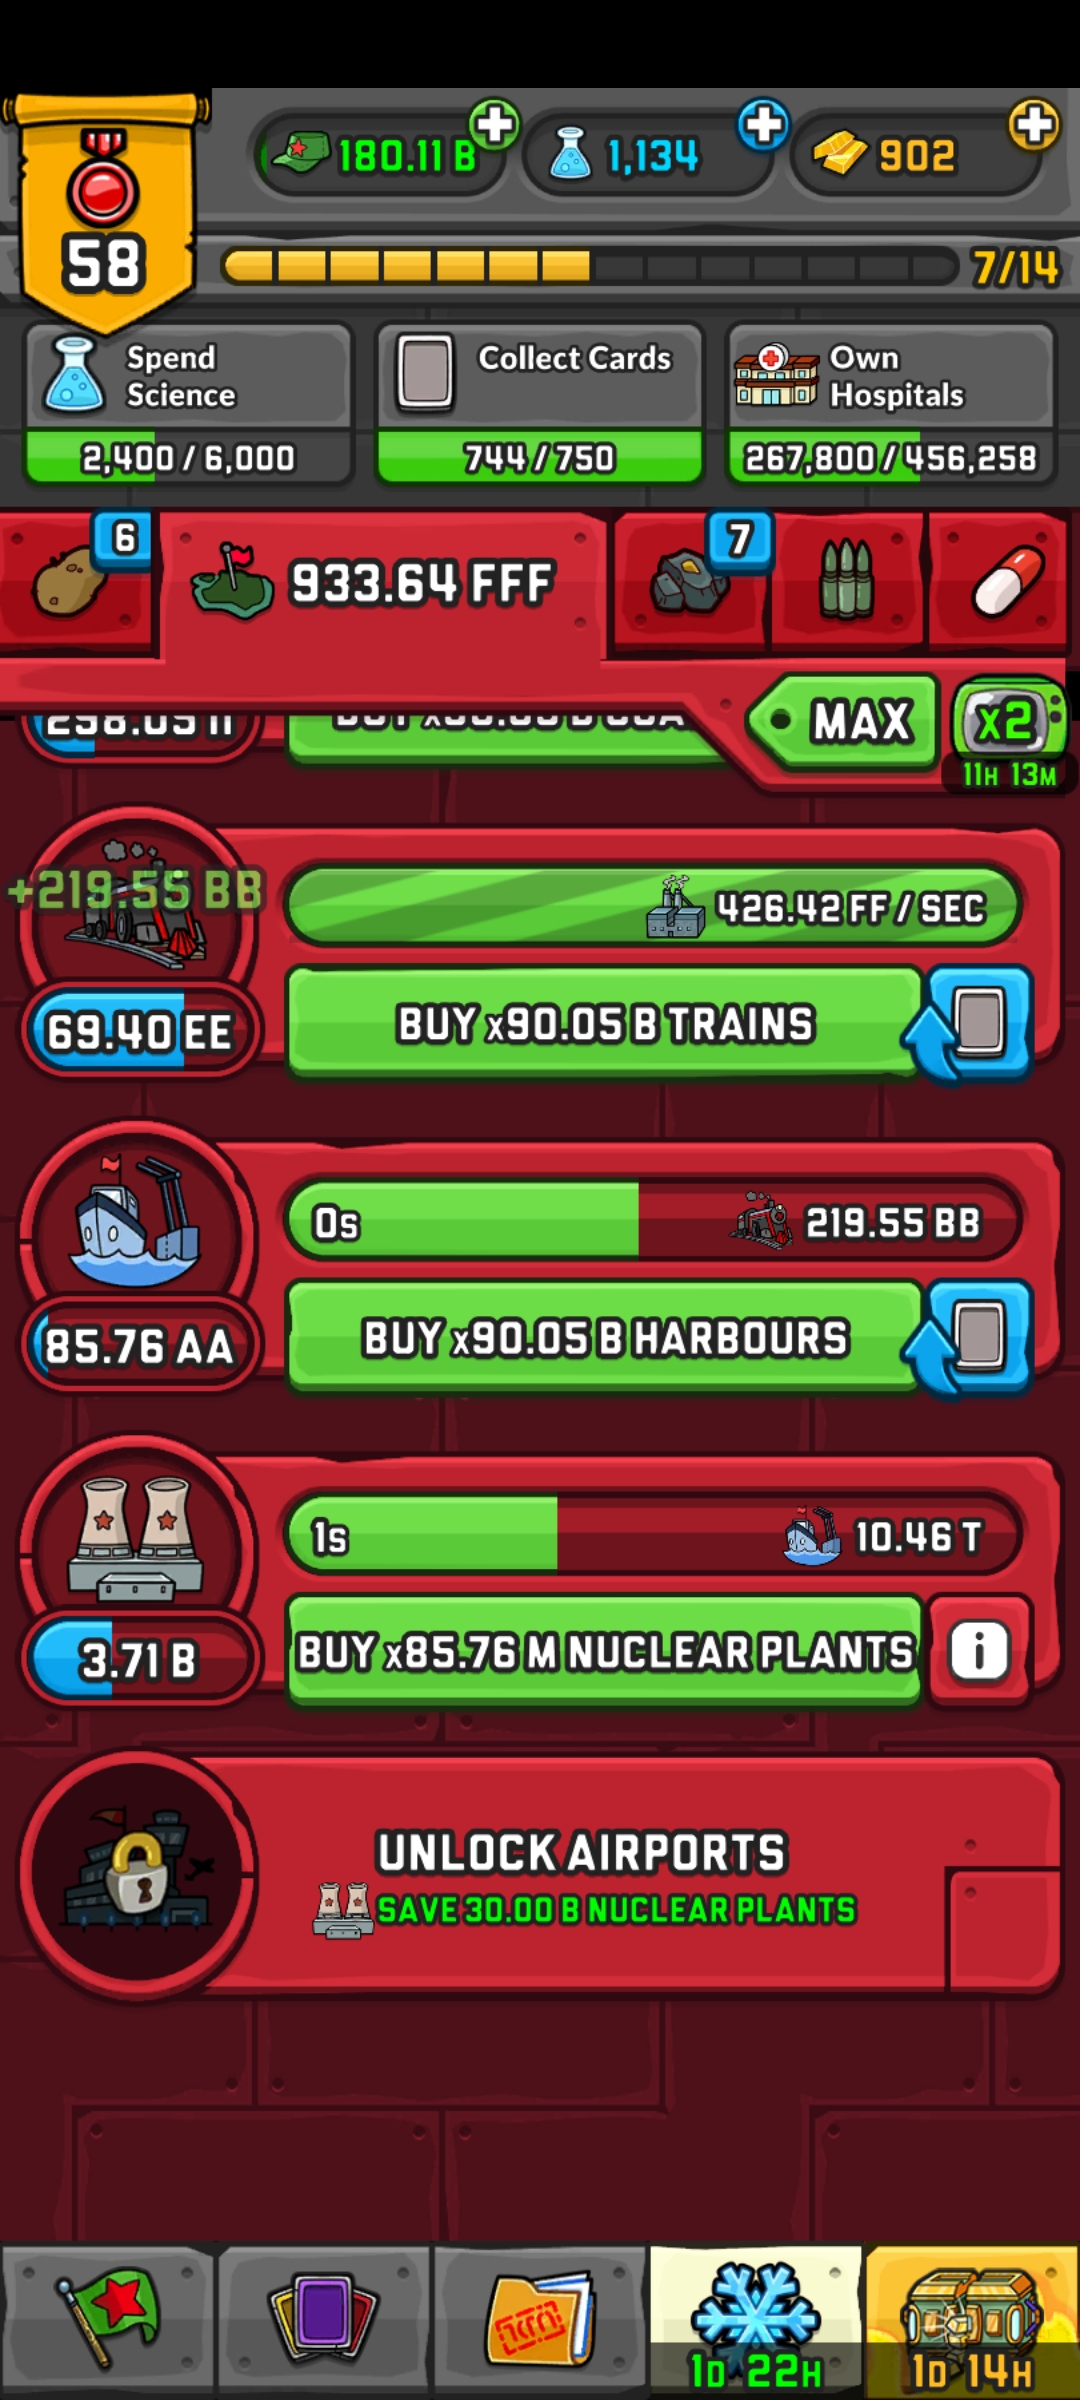 58
180.11 B
1,134
902
7/14
Spend
Science
2,400 / 6,000
Collect Cards
744 / 750
Own
Hospitals
267,800 / 456,258
6
933.64 FFF
7
MAX
x2
11H 13M
+219.55 BB
426.42 FF / SEC
69.40 EE
BUY x90.05 B TRAINS
0s
219.55 BB
85.76 AA
BUY x90.05 B HARBOURS
1s
10.46 T
3.71 B
BUY x85.76 M NUCLEAR PLANTS
i
UNLOCK AIRPORTS
SAVE 30.00 B NUCLEAR PLANTS
1D 22H
1D 14H